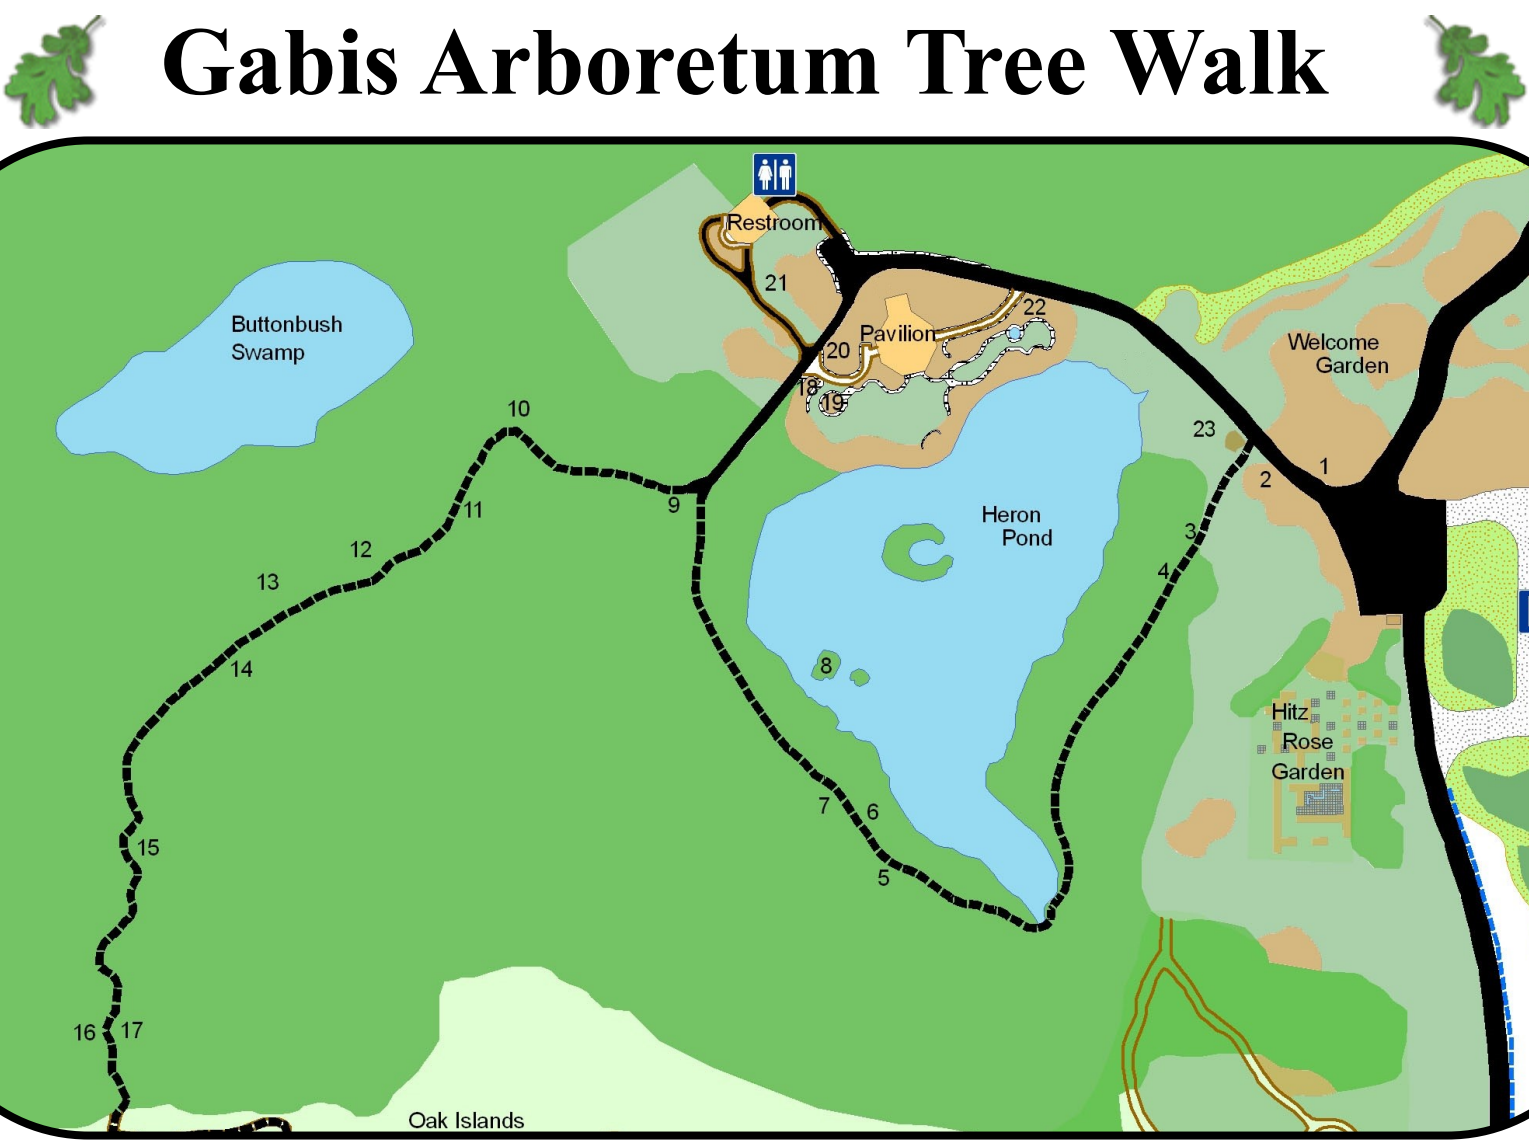 Gabis Arboretum Tree Walk
Restroom
21
22
Buttonbush
Swamp
Pavilion
20
Welcome
Garden
18
19
10
23
1
2
9
11
Heron
Pond
3
12
4
13
14
8
Hitz
Rose
Garden
7
6
15
5
16
17
Oak Islands